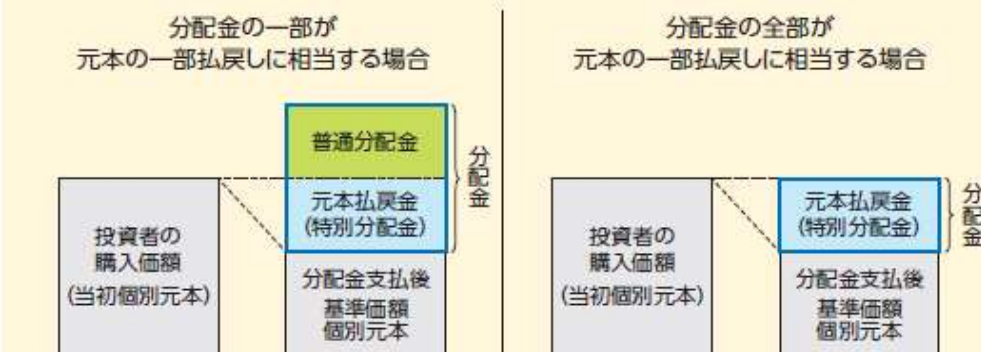 分配金の一部が
元本の一部払戻しに相当する場合
普通分配金
元本払戻金
(特別分配金)
分配金
投資者の
購入価額
(当初個別元本)
分配金支払後
基準価額
個別元本
分配金の全部が
元本の一部払戻しに相当する場合
元本払戻金
(特別分配金)
分配金
投資者の
購入価額
(当初個別元本)
分配金支払後
基準価額
個別元本